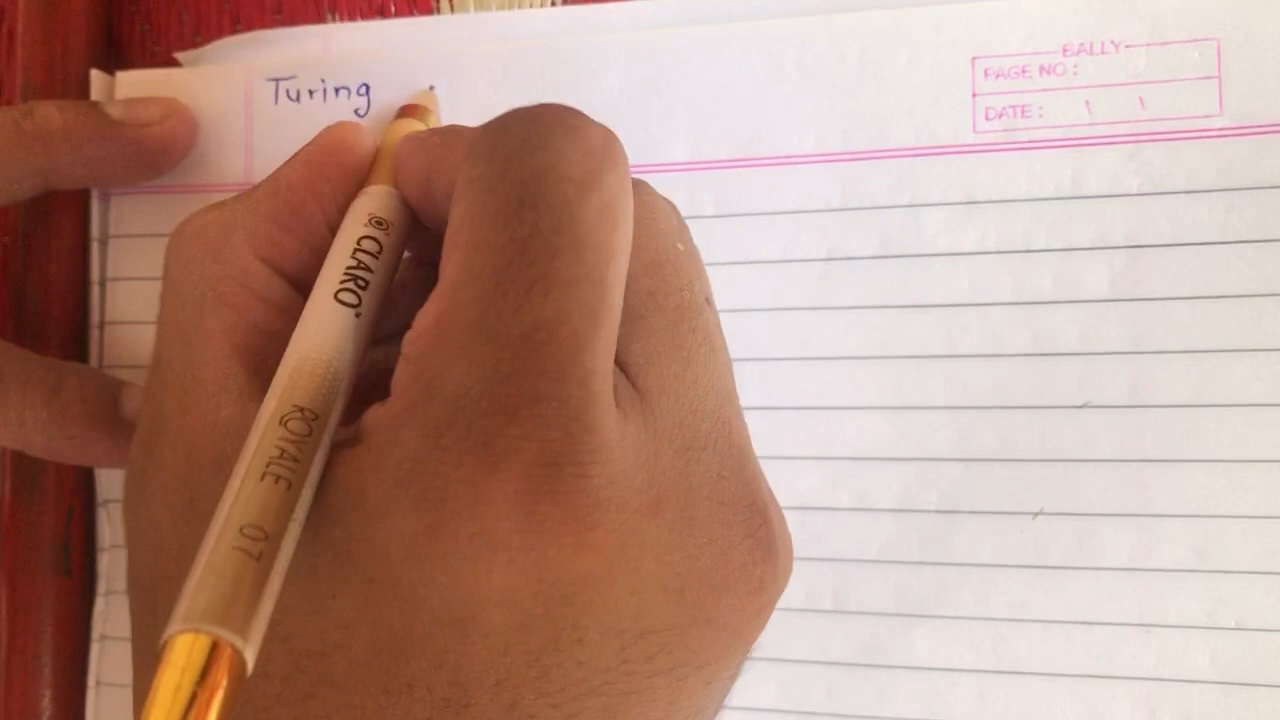 BALLY
Turing
PAGE NO:
DATE: \ \
CLARO
ROYALE 07